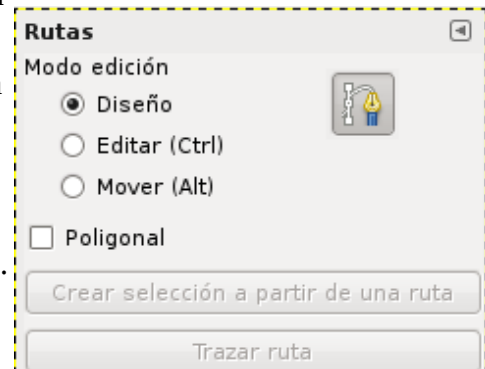 Rutas
Modo edición
Diseño
Editar (Ctrl)
Mover (Alt)
Poligonal
Crear selección a partir de una ruta
Trazar ruta